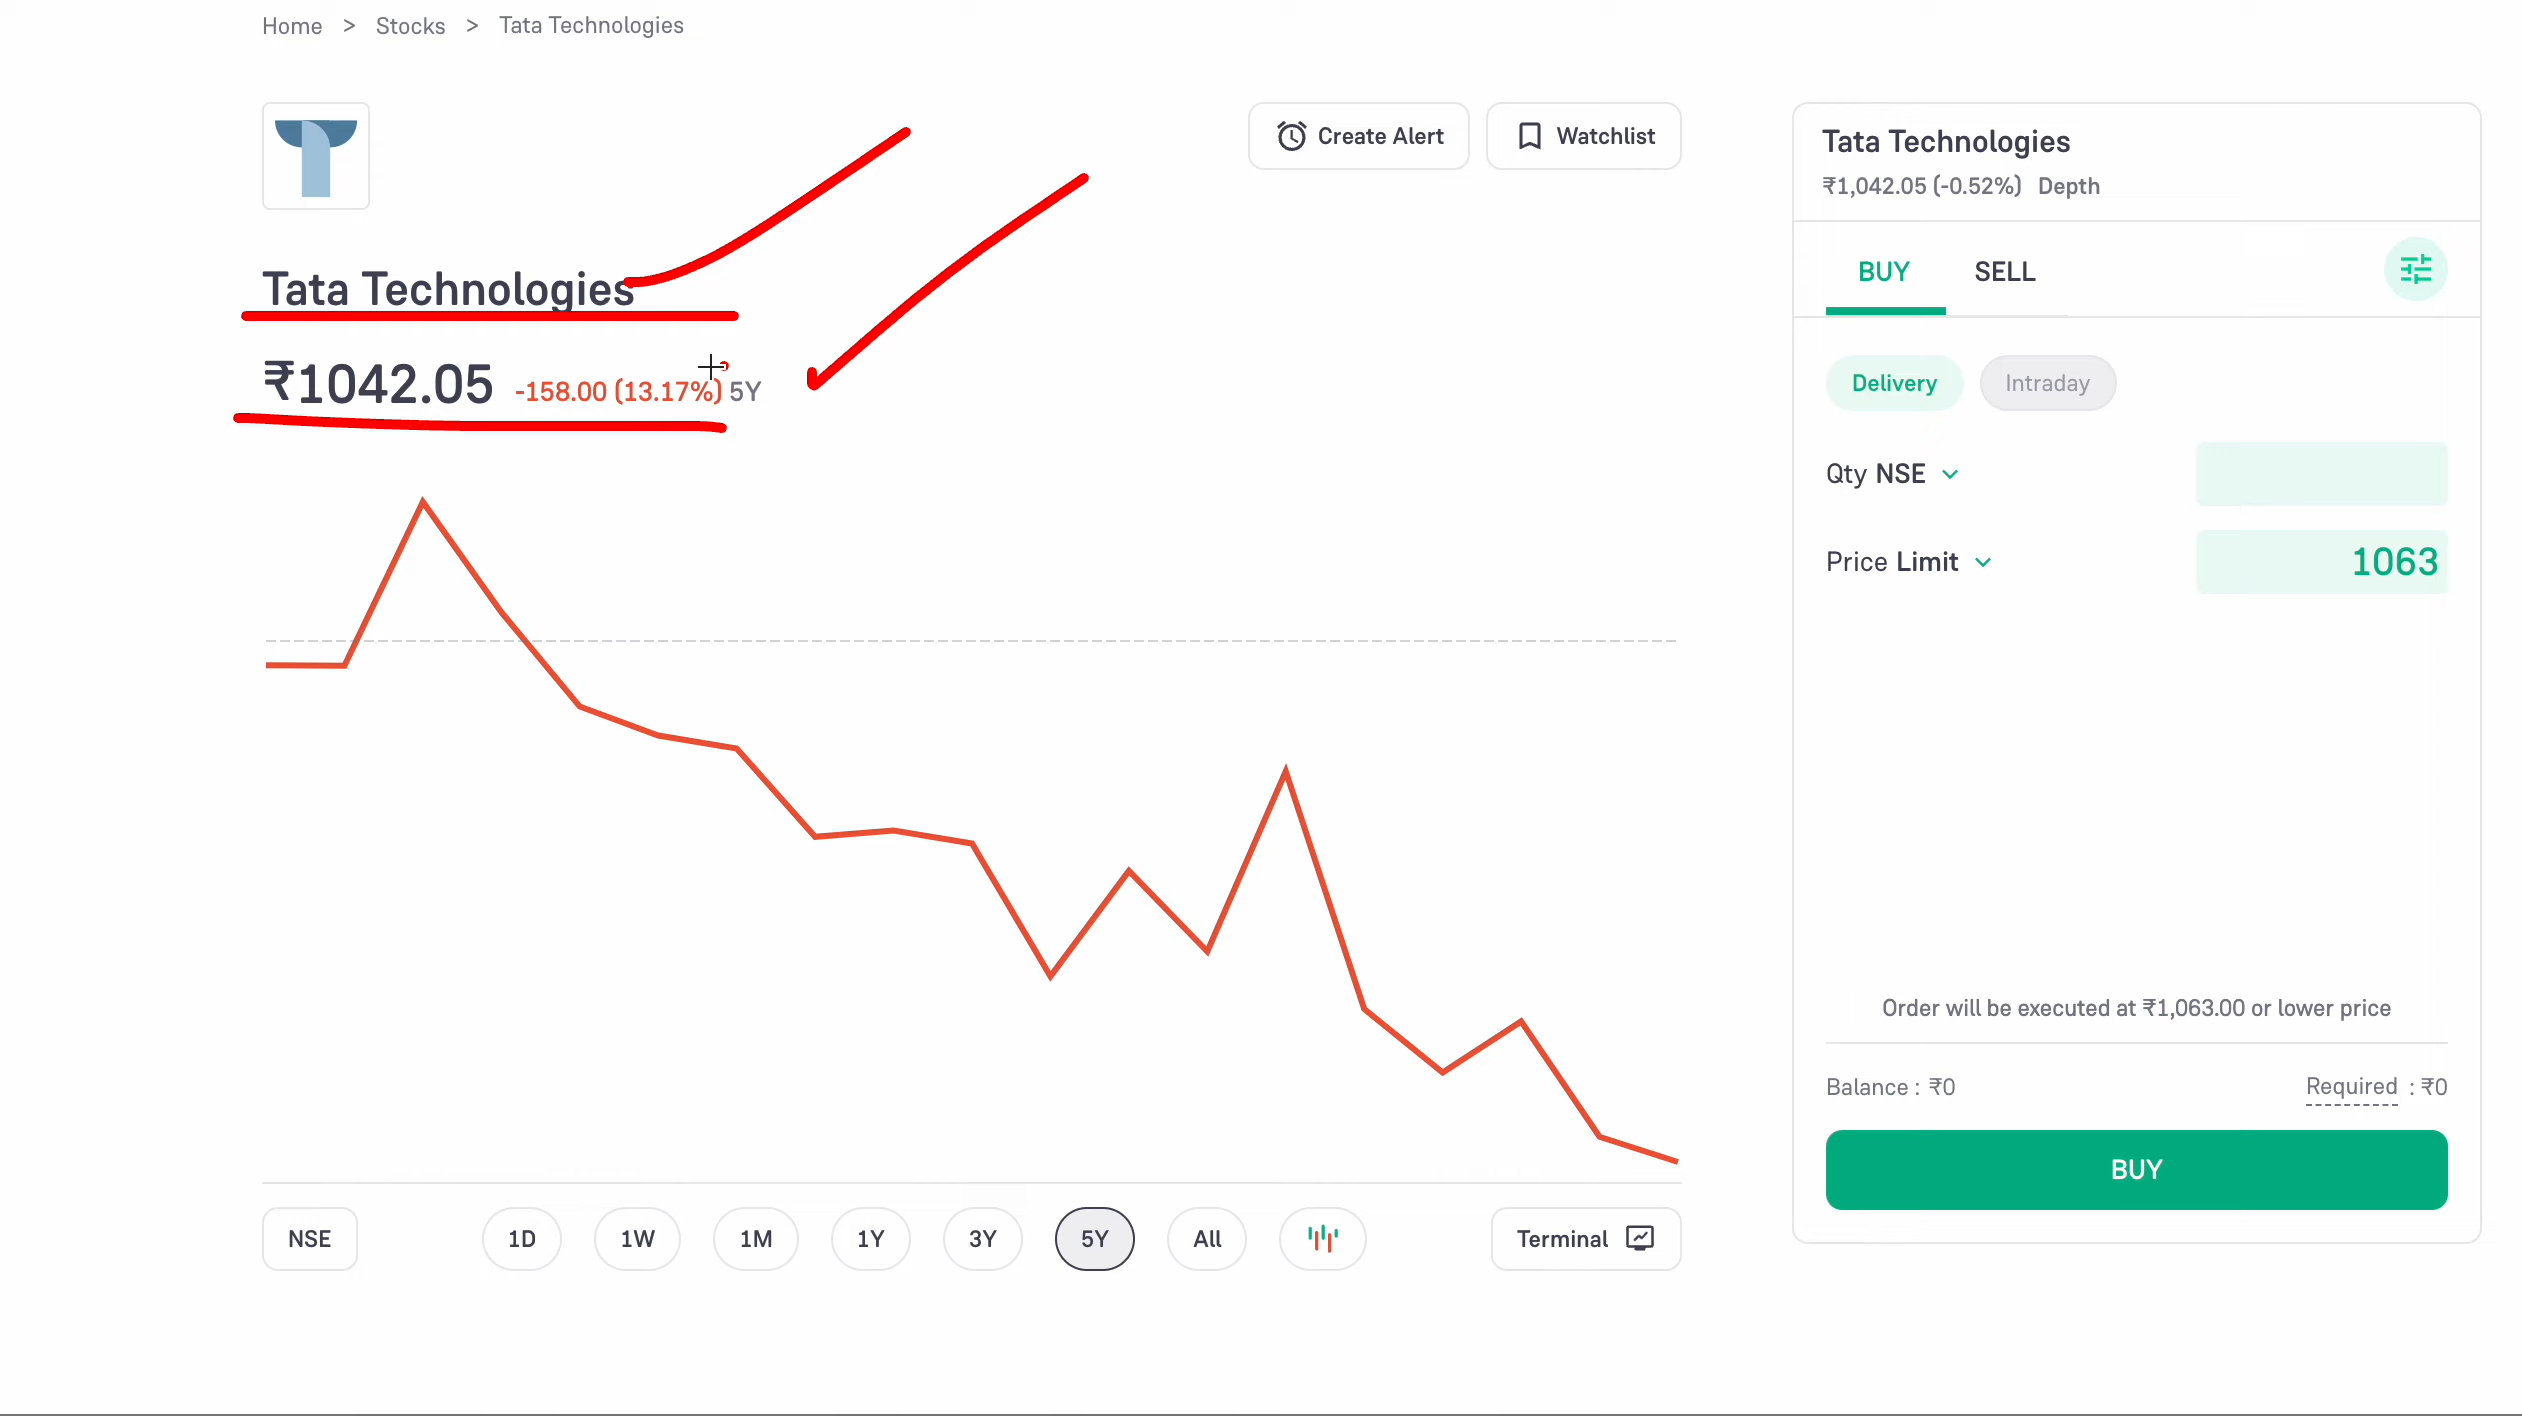 Home > Stocks > Tata Technologies
Create Alert
Watchlist
Tata Technologies
₹1042.05 -158.00 (13.17%) 5Y
NSE
1D
1W
1M
1Y
3Y
5Y
All
Terminal
Tata Technologies
₹1,042.05 (-0.52%) Depth
BUY
SELL
Delivery
Intraday
Qty NSE
Price Limit
1063
Order will be executed at ₹1,063.00 or lower price
Balance : ₹0
Required : ₹0
BUY